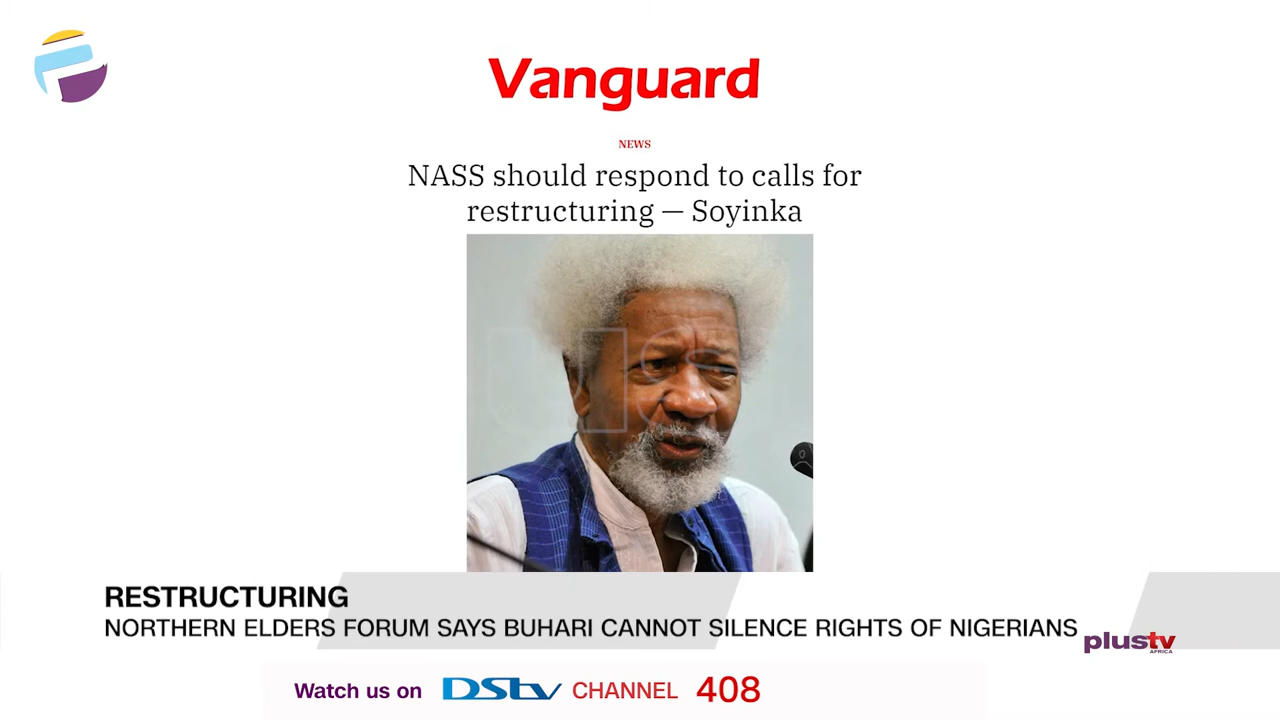 Vanguard
NEWS
NASS should respond to calls for
restructuring — Soyinka
RESTRUCTURING
NORTHERN ELDERS FORUM SAYS BUHARI CANNOT SILENCE RIGHTS OF NIGERIANS
plustv
AFRICA
Watch us on DStv CHANNEL 408